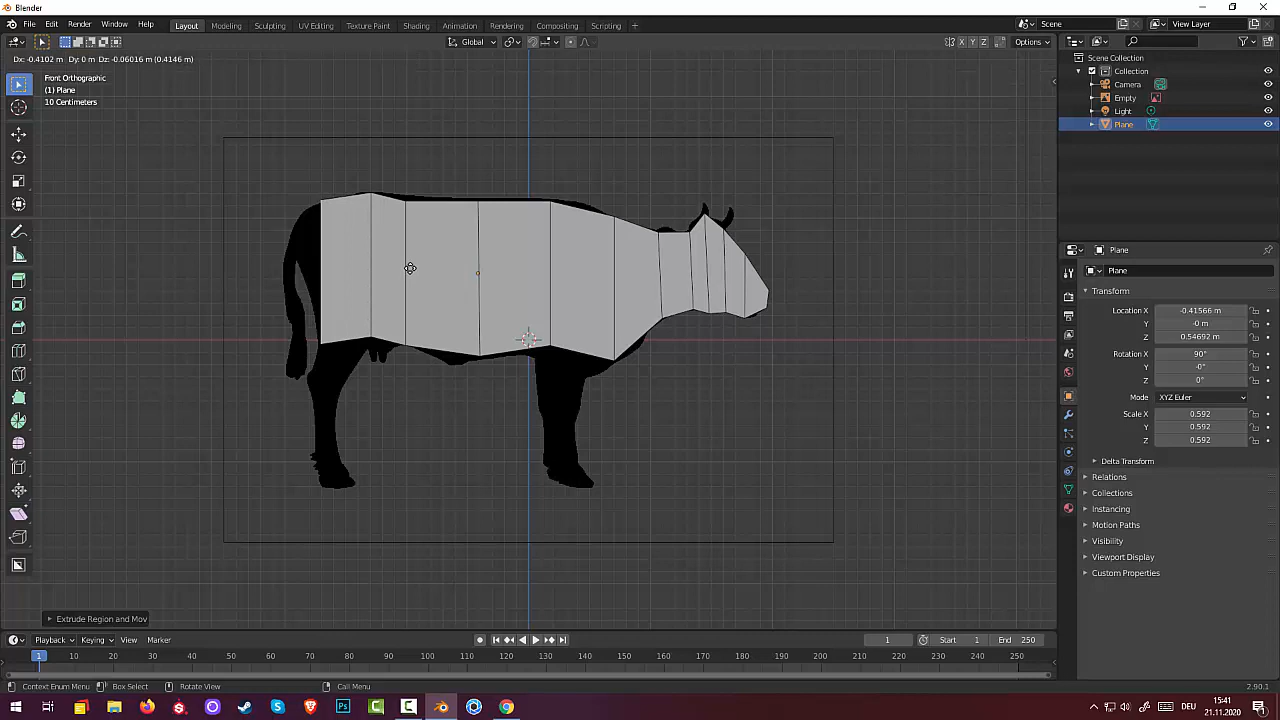 Blender
File Edit Render Window Help
Layout Modeling Sculpting UV Editing Texture Paint Shading Animation Rendering Compositing Scripting +
Scene View Layer
Global
X Y Z Options
Dx: -0.4102 m Dy: 0 m Dz: -0.06016 m (0.4146 m)
Front Orthographic
(1) Plane
10 Centimeters
Scene Collection
Collection
Camera
Empty
Light
Plane
Plane
Plane
Transform
Location X -0.41566 m
Y -0 m
Z 0.54692 m
Rotation X 90°
Y -0°
Z 0°
Mode XYZ Euler
Scale X 0.592
Y 0.592
Z 0.592
Delta Transform
Relations
Collections
Instancing
Motion Paths
Visibility
Viewport Display
Custom Properties
Extrude Region and Mov
Playback Keying View Marker
1 Start 1 End 250
1 10 20 30 40 50 60 70 80 90 100 110 120 130 140 150 160 170 180 190 200 210 220 230 240 250
Context Enum Menu Box Select Rotate View Call Menu 2.90.1
DEU 15:41
21.11.2020